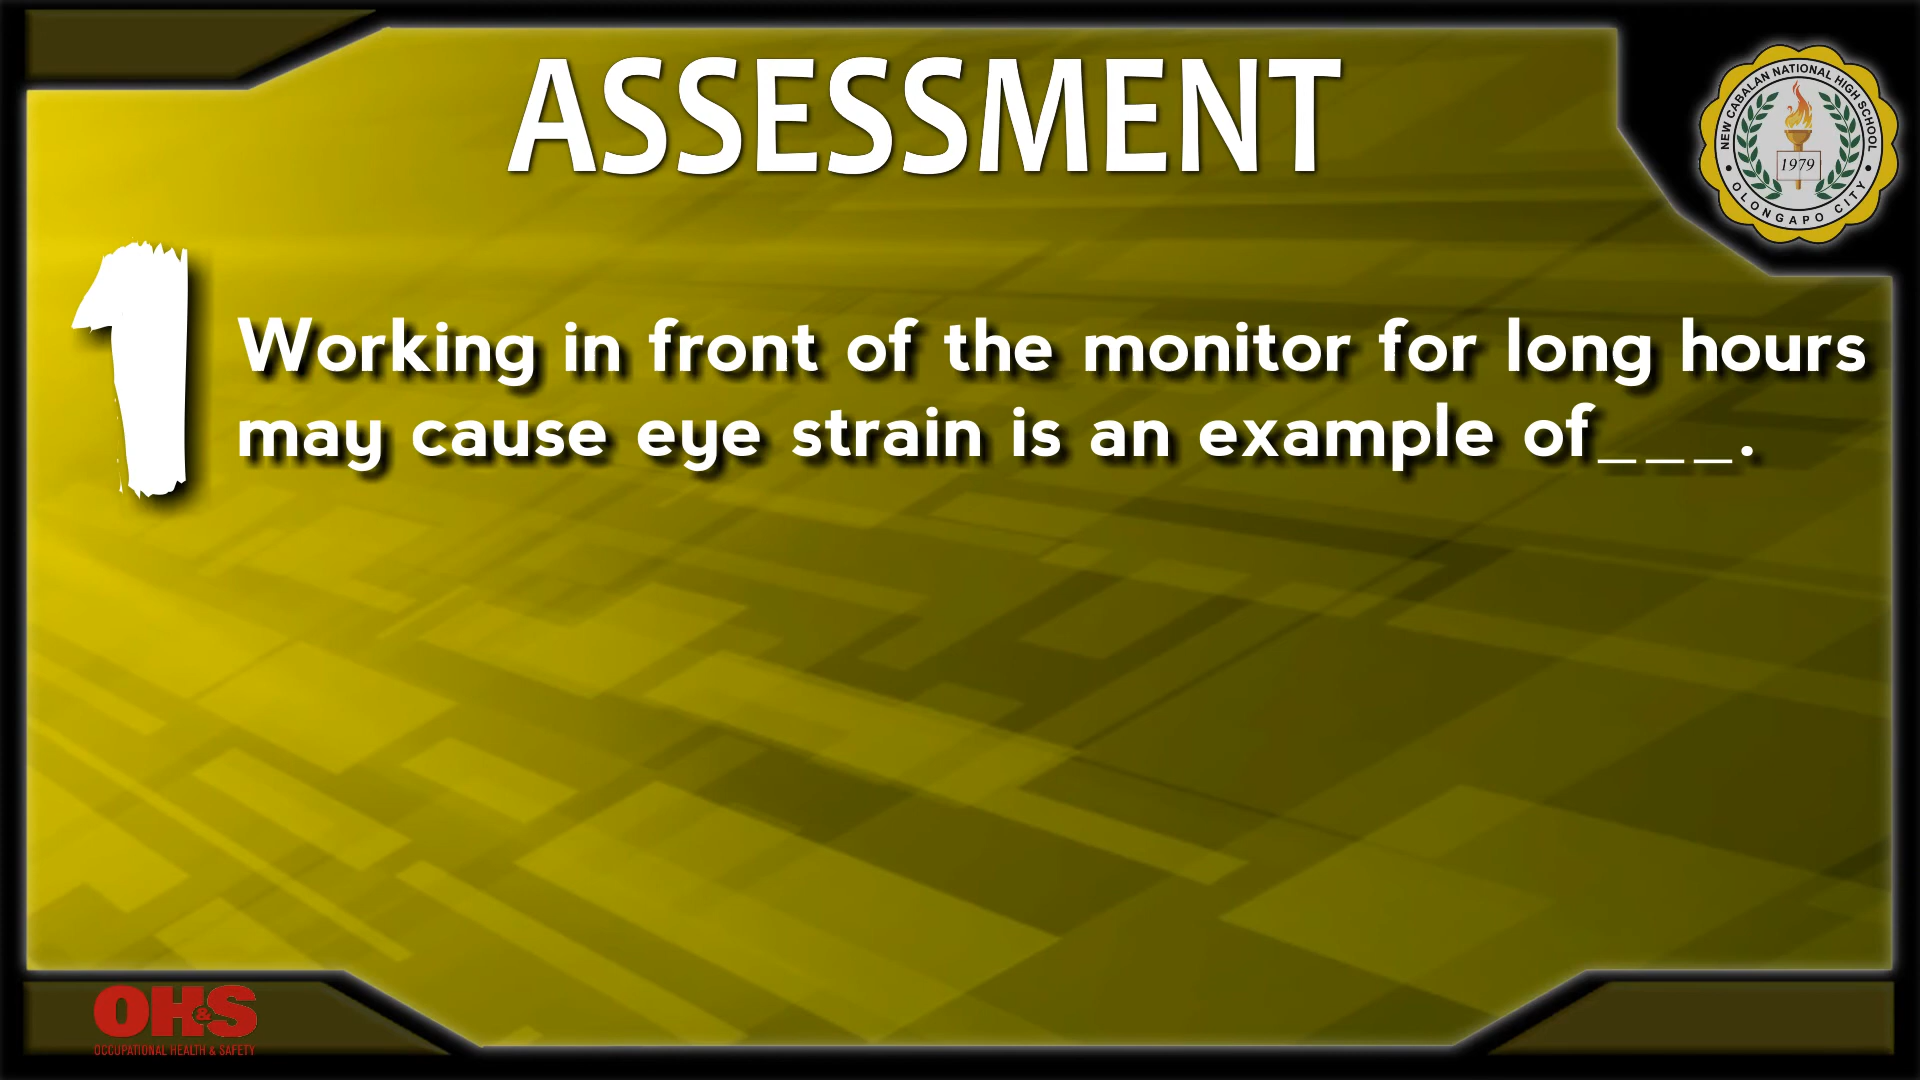 ASSESSMENT
NEW CABALAN NATIONAL HIGH SCHOOL
1979
• OLONGAPO CITY •
1
Working in front of the monitor for long hours
may cause eye strain is an example of___.
OH&S
OCCUPATIONAL HEALTH & SAFETY